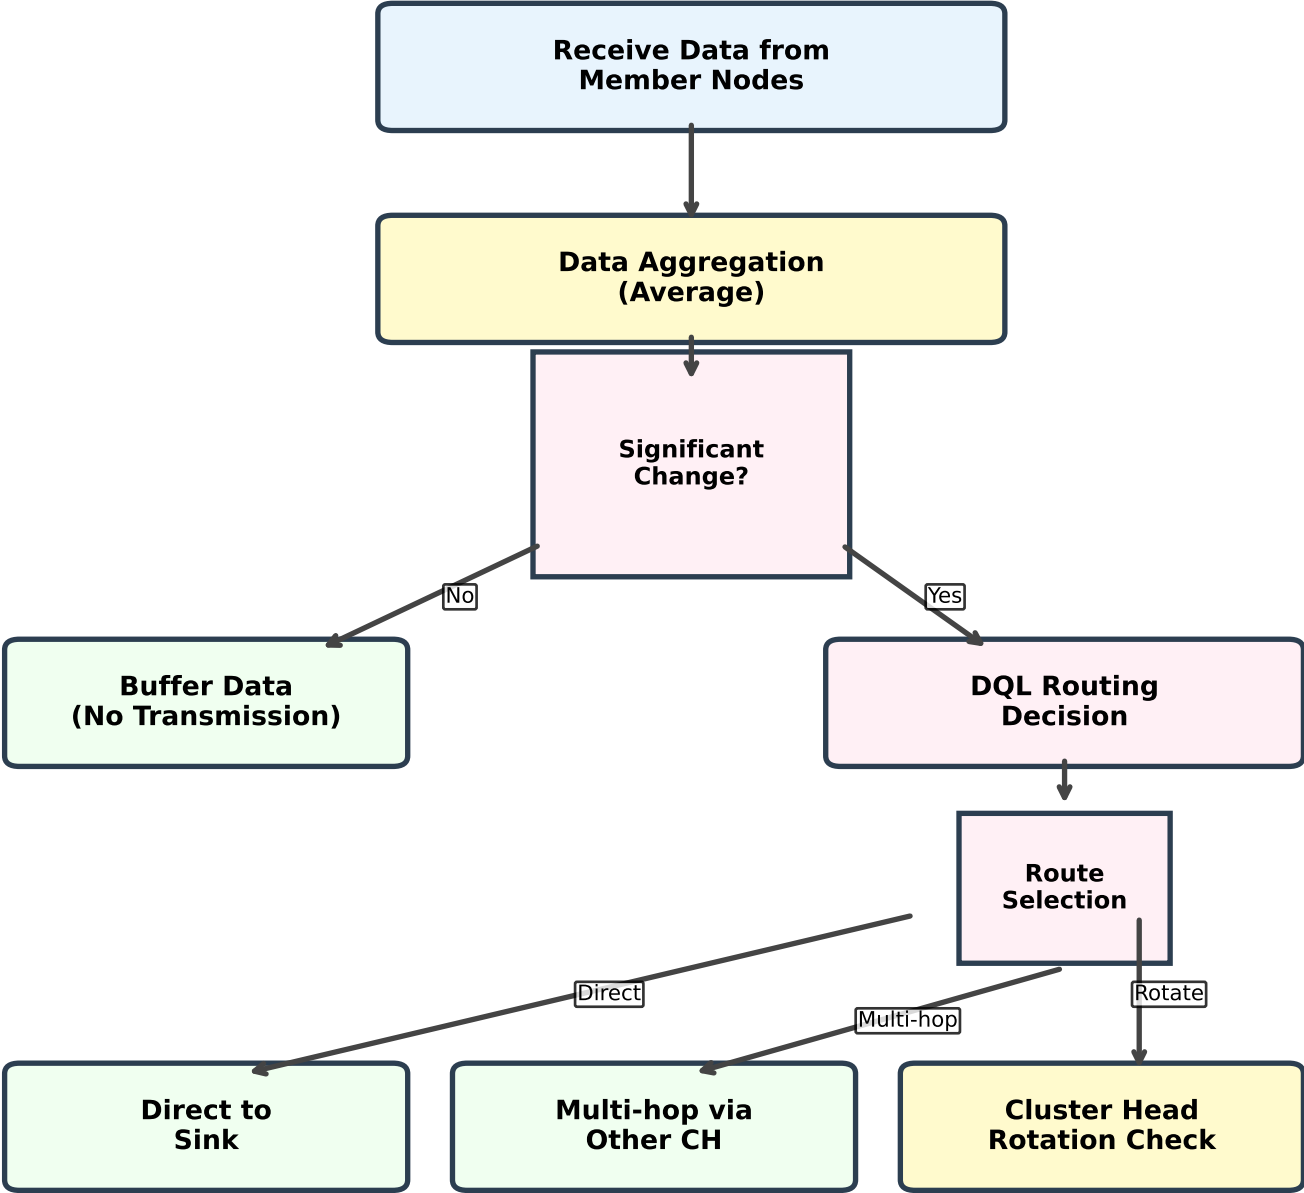 Receive Data from
Member Nodes
Data Aggregation
(Average)
Significant
Change?
No
Yes
Buffer Data
(No Transmission)
DQL Routing
Decision
Route
Selection
Direct
Multi-hop
Rotate
Direct to
Sink
Multi-hop via
Other CH
Cluster Head
Rotation Check